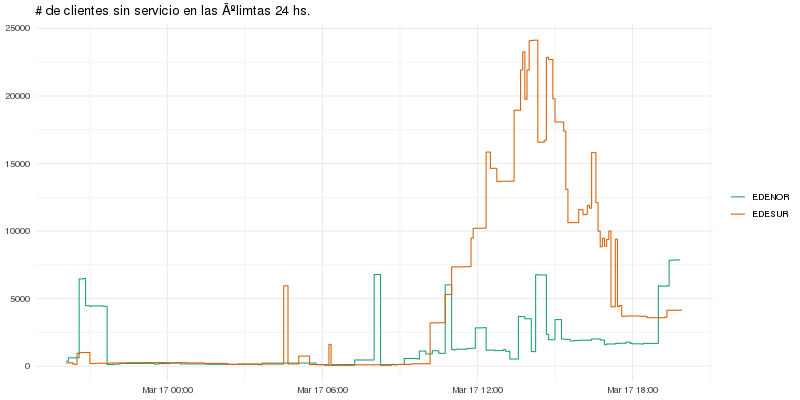 # de clientes sin servicio en las Ãºlimtas 24 hs.
25000
20000
15000
10000
5000
0
Mar 17 00:00 Mar 17 06:00 Mar 17 12:00 Mar 17 18:00
EDENOR
EDESUR